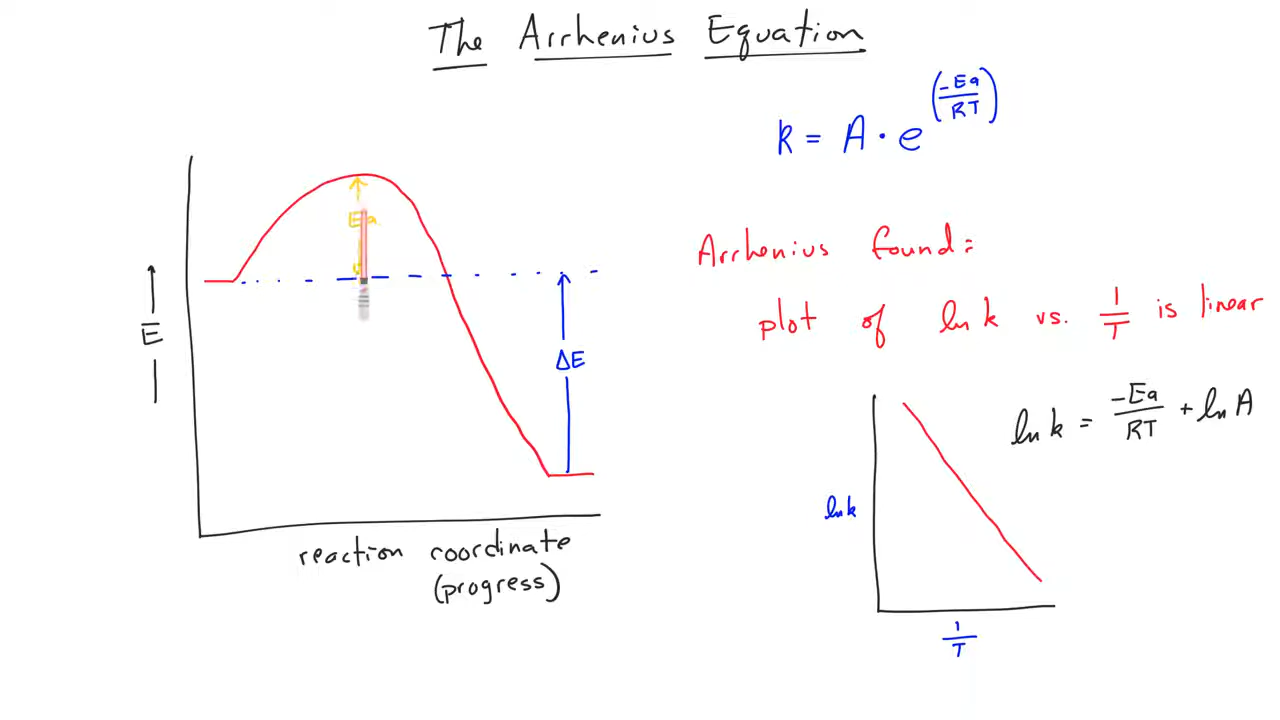 The Arrhenius Equation
k = A · e^(-Ea/RT)
Ea
E
ΔE
reaction coordinate
(progress)
Arrhenius found:
plot of ln k vs. 1/T is linear
ln k = -Ea/RT + ln A
ln k
1/T